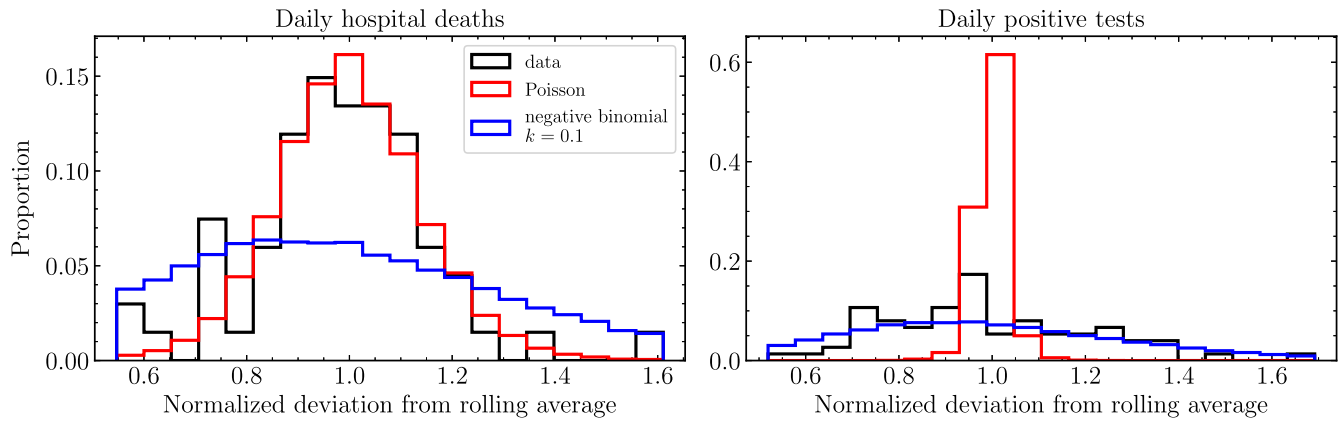 Daily hospital deaths
Daily positive tests
data
Poisson
negative binomial
k = 0.1
Proportion
0.15
0.10
0.05
0.00
0.6
0.4
0.2
0.0
0.6 0.8 1.0 1.2 1.4 1.6
0.6 0.8 1.0 1.2 1.4 1.6
Normalized deviation from rolling average
Normalized deviation from rolling average